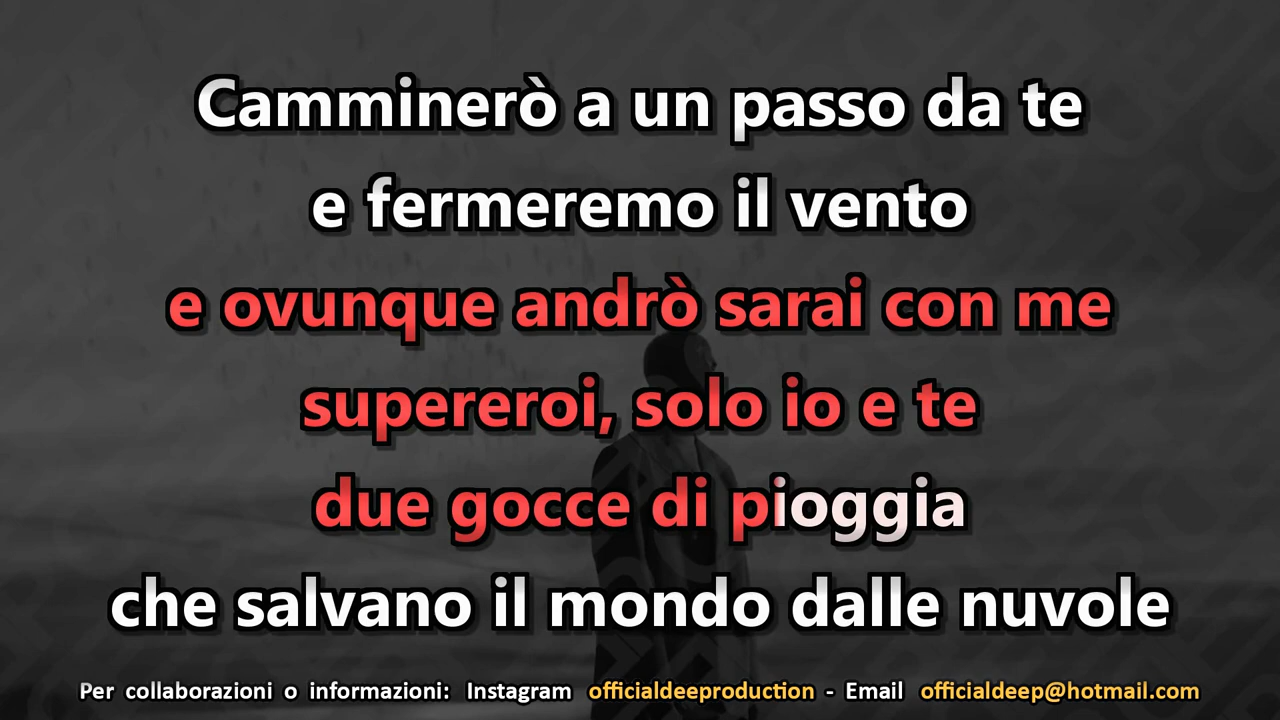 Camminerò a un passo da te
e fermeremo il vento
e ovunque andrò sarai con me
supereroi, solo io e te
due gocce di pioggia
che salvano il mondo dalle nuvole
Per collaborazioni o informazioni: Instagram officialdeeproduction - Email officialdeep@hotmail.com